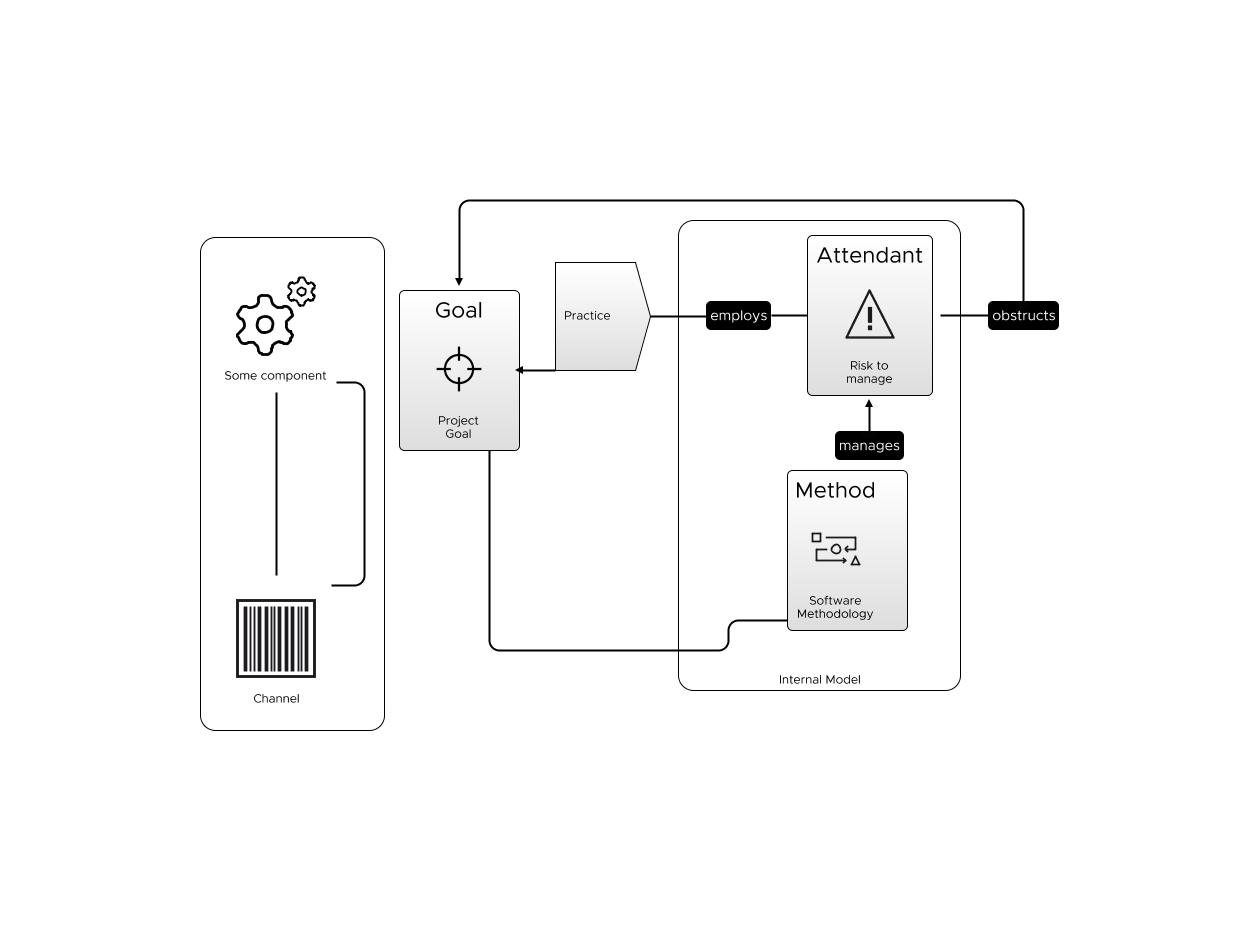 Some component
Channel
Goal
Project
Goal
Practice
employs
Attendant
Risk to
manage
obstructs
manages
Method
Software
Methodology
Internal Model